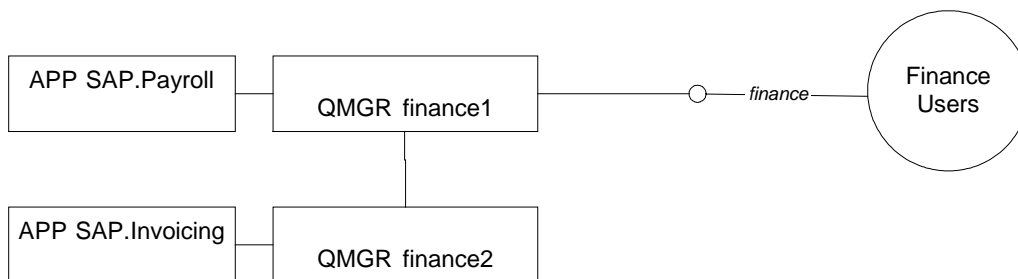 APP SAP.Payroll
QMGR finance1
finance
Finance
Users
APP SAP.Invoicing
QMGR finance2